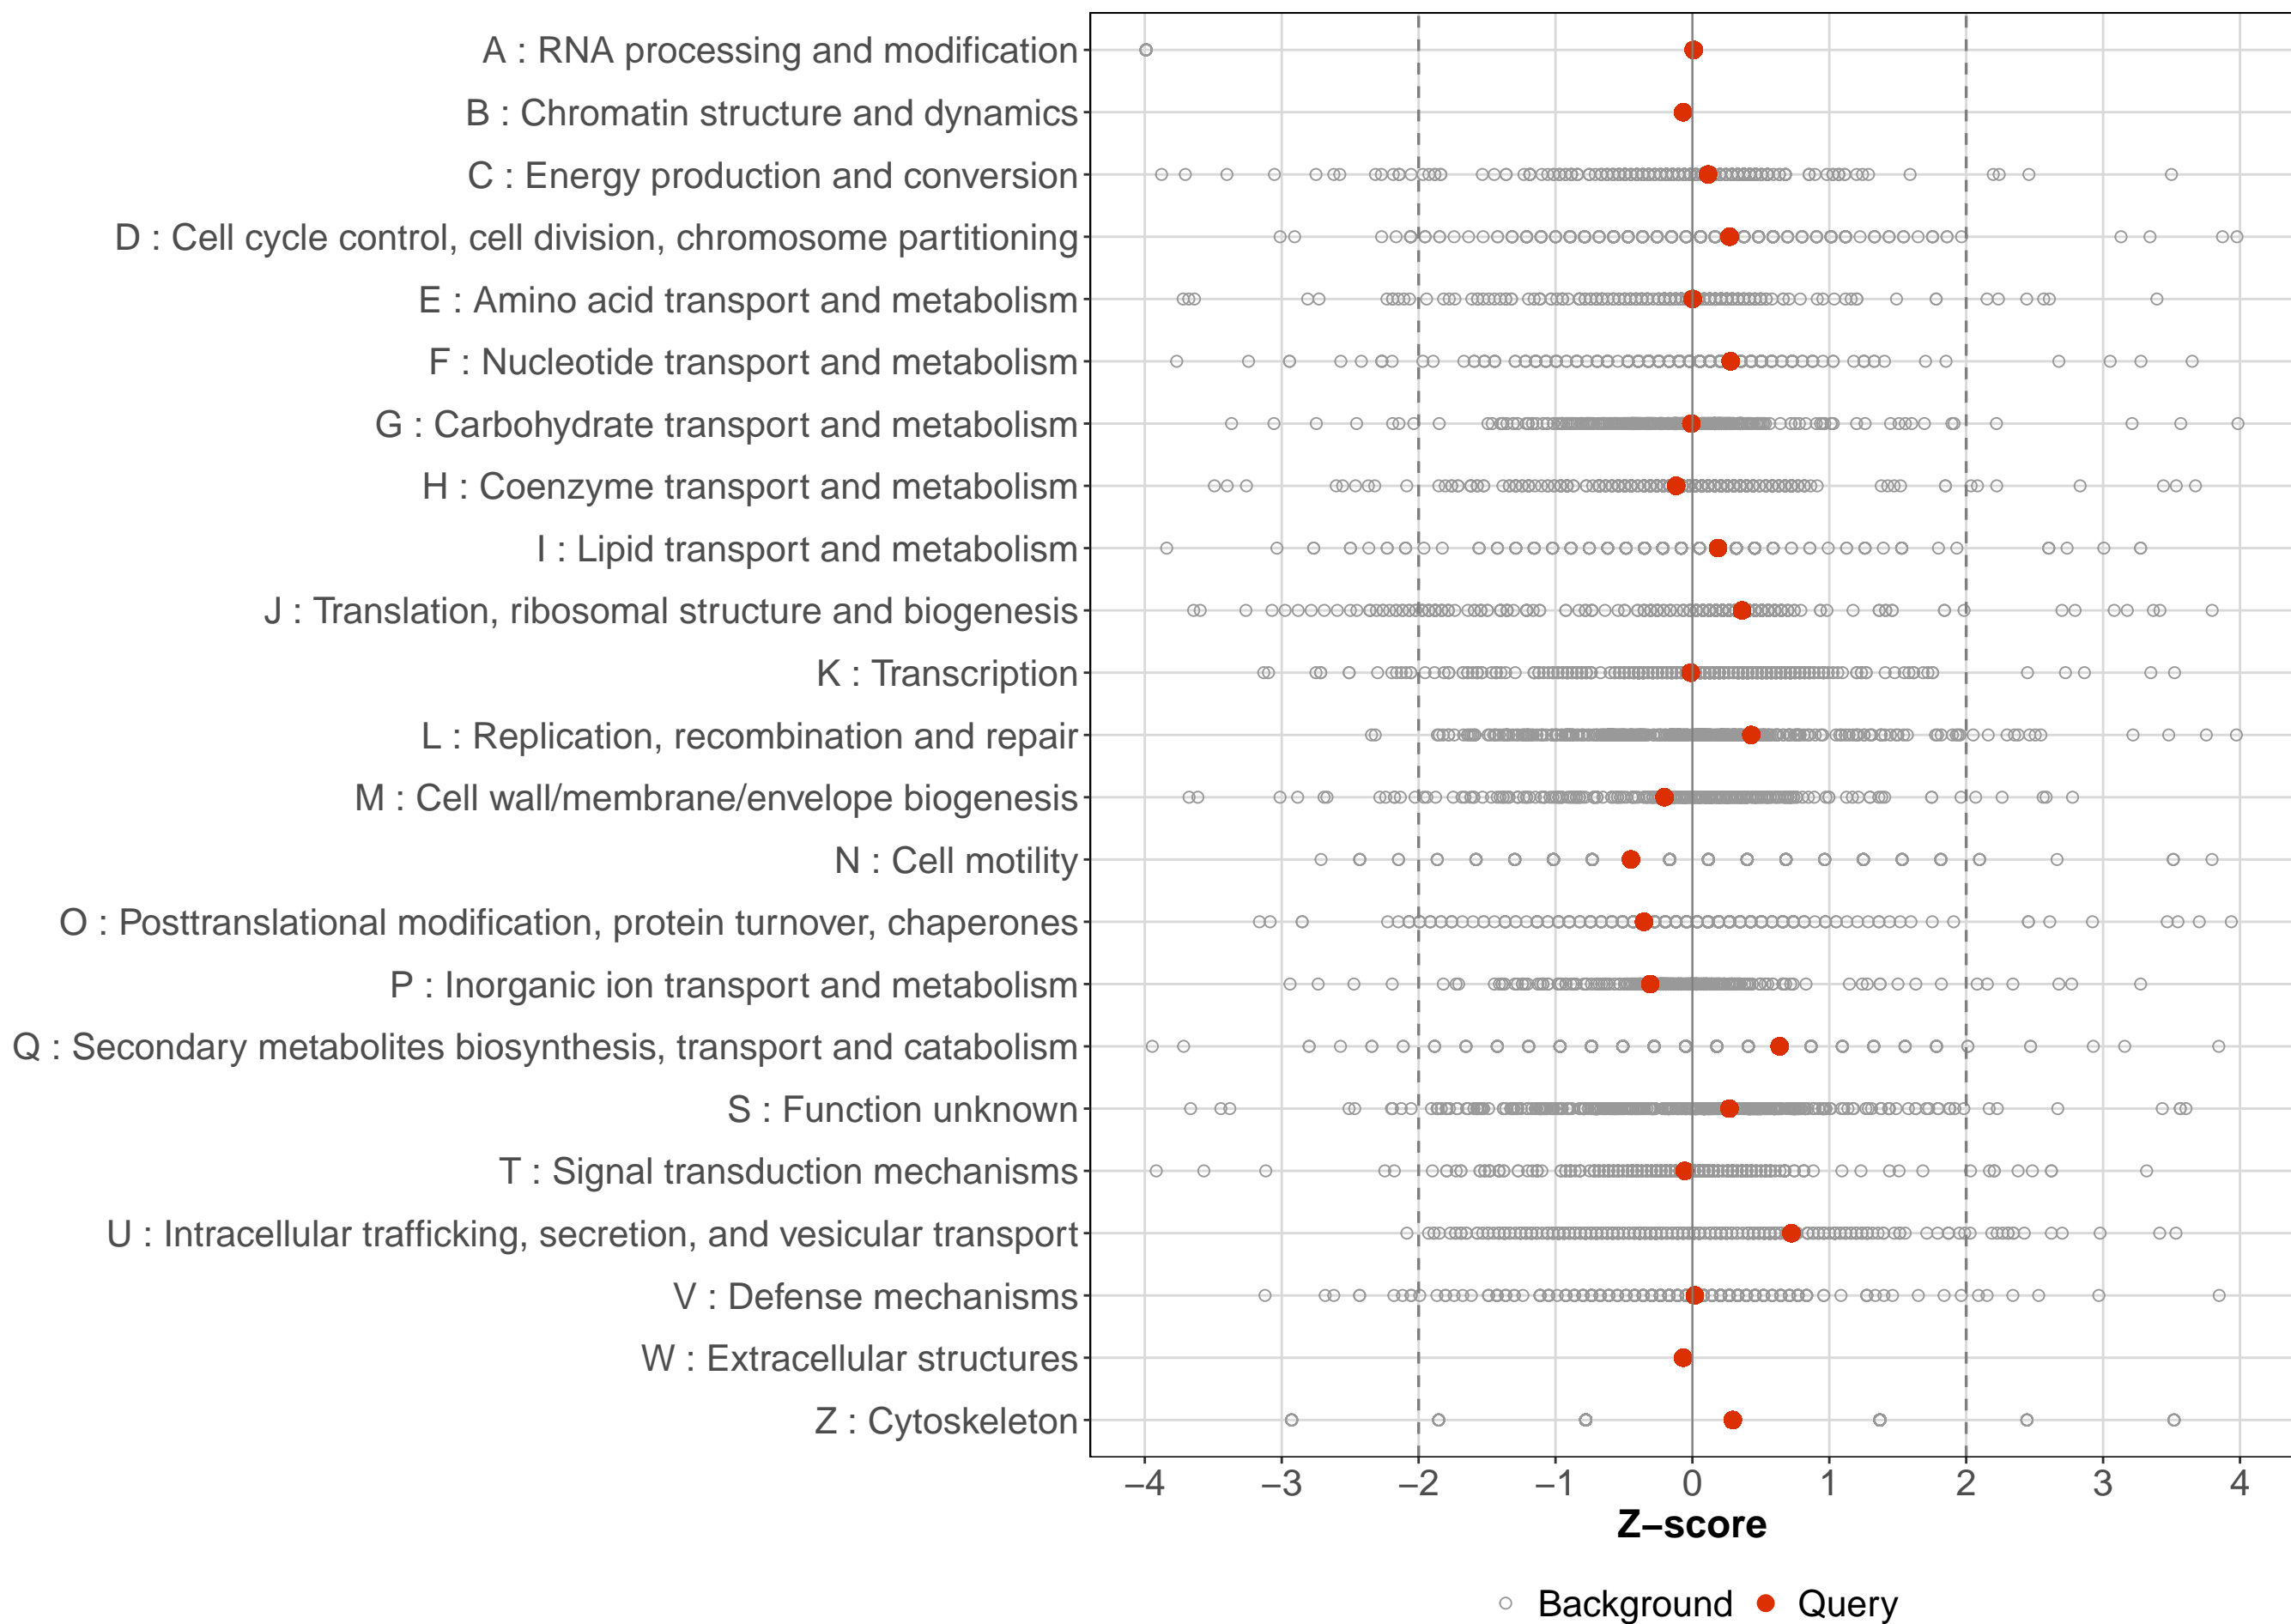 A : RNA processing and modification
B : Chromatin structure and dynamics
C : Energy production and conversion
D : Cell cycle control, cell division, chromosome partitioning
E : Amino acid transport and metabolism
F : Nucleotide transport and metabolism
G : Carbohydrate transport and metabolism
H : Coenzyme transport and metabolism
I : Lipid transport and metabolism
J : Translation, ribosomal structure and biogenesis
K : Transcription
L : Replication, recombination and repair
M : Cell wall/membrane/envelope biogenesis
N : Cell motility
O : Posttranslational modification, protein turnover, chaperones
P : Inorganic ion transport and metabolism
Q : Secondary metabolites biosynthesis, transport and catabolism
S : Function unknown
T : Signal transduction mechanisms
U : Intracellular trafficking, secretion, and vesicular transport
V : Defense mechanisms
W : Extracellular structures
Z : Cytoskeleton
−4 −3 −2 −1 0 1 2 3 4
Z−score
Background Query